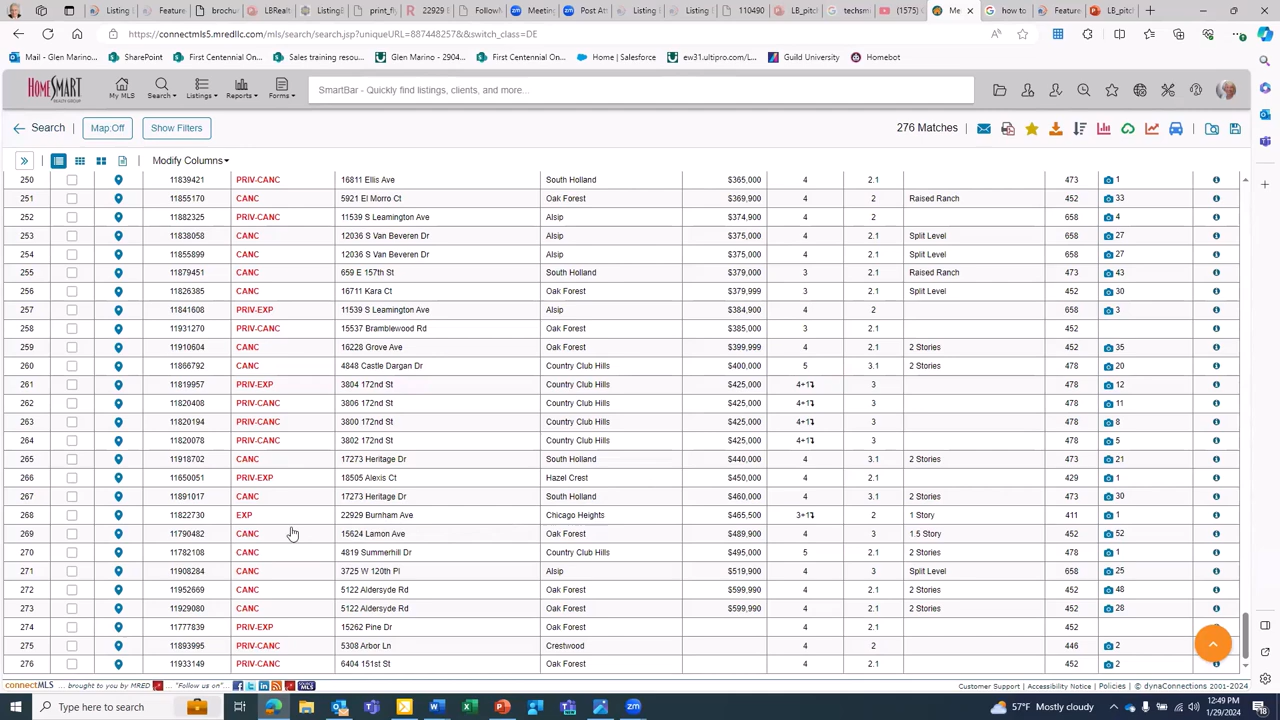 Listing
Feature
brochur
LBRealt
ListingE
print_fly
22929 E
FollowM
Meetin
Post Att
Listing
Listing
110490
LB_pitch
techsm
(1575)
Me
how to
Feature
LB_pitc
https://connectmls5.mredllc.com/mls/search/search.jsp?uniqueURL=887448257&&switch_class=DE
Mail - Glen Marino... SharePoint First Centennial On... Sales training resou... Glen Marino - 2904... First Centennial On... Home | Salesforce ew31.ultipro.com Guild University Homebot
HOMESMART
REALTY GROUP
My MLS Search Listings Reports Forms
SmartBar - Quickly find listings, clients, and more...
Search Map:Off Show Filters 276 Matches
Modify Columns
250 11839421 PRIV-CANC 16811 Ellis Ave South Holland $365,000 4 2.1 473 1
251 11855170 CANC 5921 El Morro Ct Oak Forest $369,900 4 2 Raised Ranch 452 33
252 11882325 PRIV-CANC 11539 S Leamington Ave Alsip $374,900 4 2 658 4
253 11838058 CANC 12036 S Van Beveren Dr Alsip $375,000 4 2.1 Split Level 658 27
254 11855899 CANC 12036 S Van Beveren Dr Alsip $375,000 4 2.1 Split Level 658 27
255 11879451 CANC 659 E 157th St South Holland $379,000 3 2.1 Raised Ranch 473 43
256 11826385 CANC 16711 Kara Ct Oak Forest $379,999 3 2.1 Split Level 452 30
257 11841608 PRIV-EXP 11539 S Leamington Ave Alsip $384,900 4 2 658 3
258 11931270 PRIV-CANC 15537 Bramblewood Rd Oak Forest $385,000 3 2.1 452
259 11910604 CANC 16228 Grove Ave Oak Forest $399,999 4 2.1 2 Stories 452 35
260 11866792 CANC 4848 Castle Dargan Dr Country Club Hills $400,000 5 3.1 2 Stories 478 20
261 11819957 PRIV-EXP 3804 172nd St Country Club Hills $425,000 4+1 3 478 12
262 11820408 PRIV-CANC 3806 172nd St Country Club Hills $425,000 4+1 3 478 11
263 11820194 PRIV-CANC 3800 172nd St Country Club Hills $425,000 4+1 3 478 8
264 11820078 PRIV-CANC 3802 172nd St Country Club Hills $425,000 4+1 3 478 5
265 11918702 CANC 17273 Heritage Dr South Holland $440,000 4 3.1 2 Stories 473 21
266 11650051 PRIV-EXP 18505 Alexis Ct Hazel Crest $450,000 4 2.1 429 1
267 11891017 CANC 17273 Heritage Dr South Holland $460,000 4 3.1 2 Stories 473 30
268 11822730 EXP 22929 Burnham Ave Chicago Heights $465,500 3+1 2 1 Story 411 1
269 11790482 CANC 15624 Lamon Ave Oak Forest $489,900 4 3 1.5 Story 452 52
270 11782108 CANC 4819 Summerhill Dr Country Club Hills $495,000 5 2.1 2 Stories 478 1
271 11908284 CANC 3725 W 120th Pl Alsip $519,900 4 3 Split Level 658 25
272 11952669 CANC 5122 Aldersyde Rd Oak Forest $599,990 4 2.1 2 Stories 452 48
273 11929080 CANC 5122 Aldersyde Rd Oak Forest $599,990 4 2.1 2 Stories 452 28
274 11777839 PRIV-EXP 15262 Pine Dr Oak Forest 4 2.1 452
275 11893995 PRIV-CANC 5308 Arbor Ln Crestwood 4 2 446 2
276 11933149 PRIV-CANC 6404 151st St Oak Forest 4 2.1 452 2
connectMLS ... brought to you by MRED ... "Follow us on" Customer Support | Accessibility Notice | Policies | © dynaConnections 2001-2024
Type here to search 57°F Mostly cloudy 12:49 PM
1/29/2024